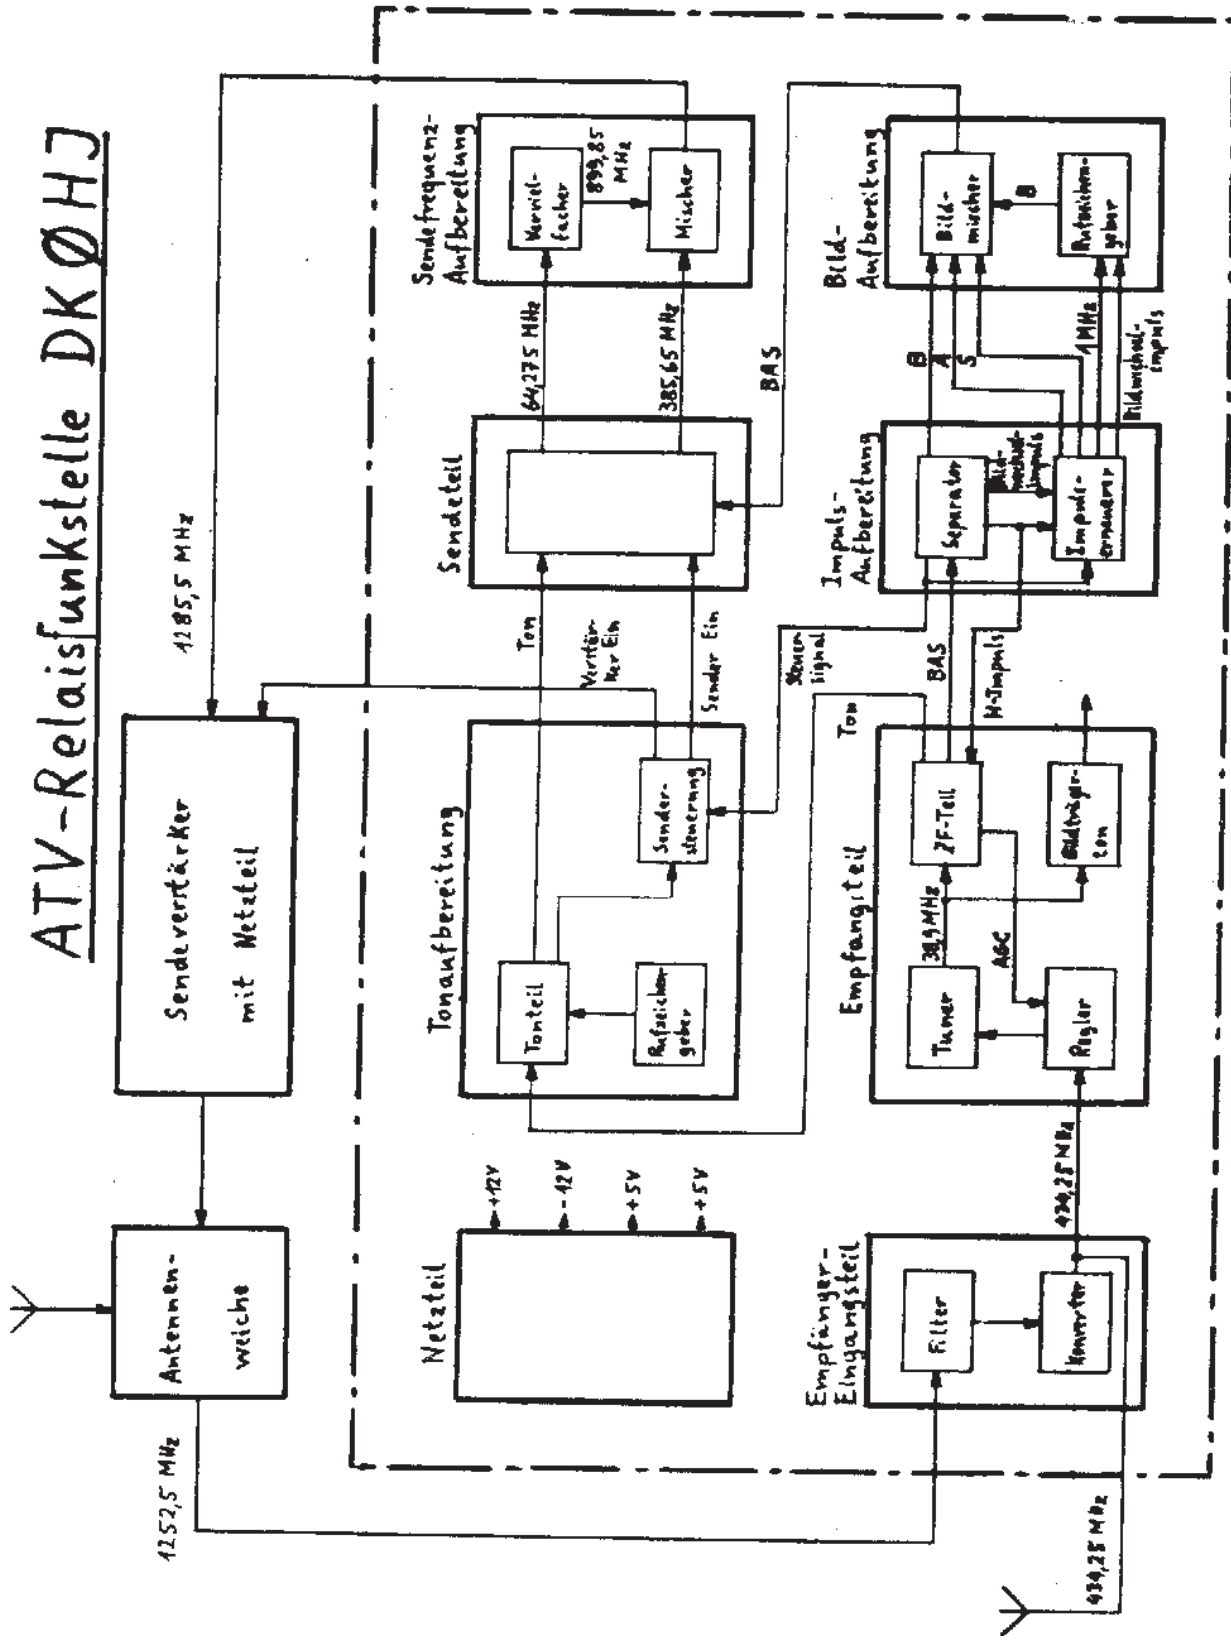 ATV-Relaisfunkstelle DKØHJ
1252,5 MHz
Antennen-
weiche
Sendeverstärker
mit Netzteil
1285,5 MHz
Netzteil
+12V
-12V
+5V
+5V
Tonaufbereitung
Tonteil
Rufzeichen-
geber
Sender-
steuerung
Ton
Verstär-
ker Ein
Sender Ein
Sendeteil
64,275 MHz
385,65 MHz
Sendefrequenz-
Aufbereitung
Verviel-
facher
899,85
MHz
Mischer
Empfänger-
Eingangsteil
Filter
Konverter
434,25 MHz
434,25 MHz
Empfangsteil
Tuner
Regler
38,9 MHz
AGC
ZF-Teil
Bildträger-
ton
Ton
Steuer
signal
BAS
H-Impuls
Impuls-
Aufbereitung
Separator
Bild-
wechsel-
impuls
Impuls-
erneuerer
BAS
B
A
S
1MHz
Bildwechsel-
impuls
Bild-
Aufbereitung
Bild-
mischer
B
Rufzeichen-
geber